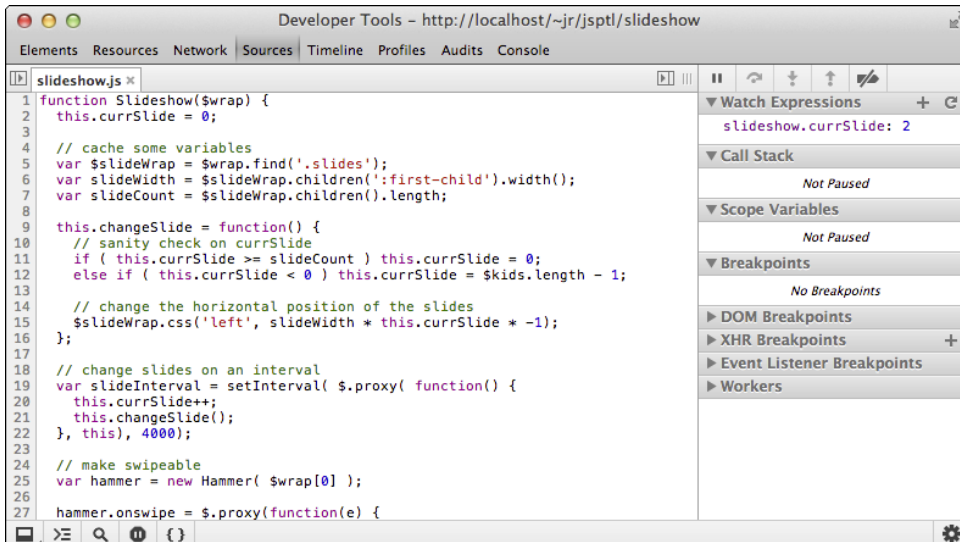 Developer Tools - http://localhost/~jr/jsptl/slideshow
Elements Resources Network Sources Timeline Profiles Audits Console
slideshow.js ×
1 function Slideshow($wrap) {
2 this.currSlide = 0;
3
4 // cache some variables
5 var $slideWrap = $wrap.find('.slides');
6 var slideWidth = $slideWrap.children(':first-child').width();
7 var slideCount = $slideWrap.children().length;
8
9 this.changeSlide = function() {
10 // sanity check on currSlide
11 if ( this.currSlide >= slideCount ) this.currSlide = 0;
12 else if ( this.currSlide < 0 ) this.currSlide = $kids.length - 1;
13
14 // change the horizontal position of the slides
15 $slideWrap.css('left', slideWidth * this.currSlide * -1);
16 };
17
18 // change slides on an interval
19 var slideInterval = setInterval( $.proxy( function() {
20 this.currSlide++;
21 this.changeSlide();
22 }, this), 4000);
23
24 // make swipeable
25 var hammer = new Hammer( $wrap[0] );
26
27 hammer.onswipe = $.proxy(function(e) {
Watch Expressions
slideshow.currSlide: 2
Call Stack
Not Paused
Scope Variables
Not Paused
Breakpoints
No Breakpoints
DOM Breakpoints
XHR Breakpoints
Event Listener Breakpoints
Workers